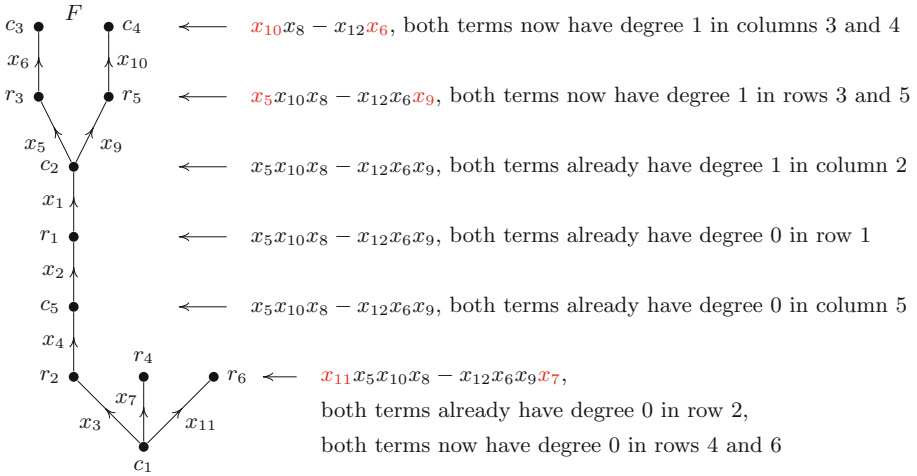 F
c₃ c₄ x₁₀x₈ − x₁₂x₆, both terms now have degree 1 in columns 3 and 4
x₆ x₁₀
r₃ r₅ x₅x₁₀x₈ − x₁₂x₆x₉, both terms now have degree 1 in rows 3 and 5
x₅ x₉
c₂ x₅x₁₀x₈ − x₁₂x₆x₉, both terms already have degree 1 in column 2
x₁
r₁ x₅x₁₀x₈ − x₁₂x₆x₉, both terms already have degree 0 in row 1
x₂
c₅ x₅x₁₀x₈ − x₁₂x₆x₉, both terms already have degree 0 in column 5
x₄
r₄
r₂ r₆ x₁₁x₅x₁₀x₈ − x₁₂x₆x₉x₇,
x₃ x₇ x₁₁ both terms already have degree 0 in row 2,
both terms now have degree 0 in rows 4 and 6
c₁